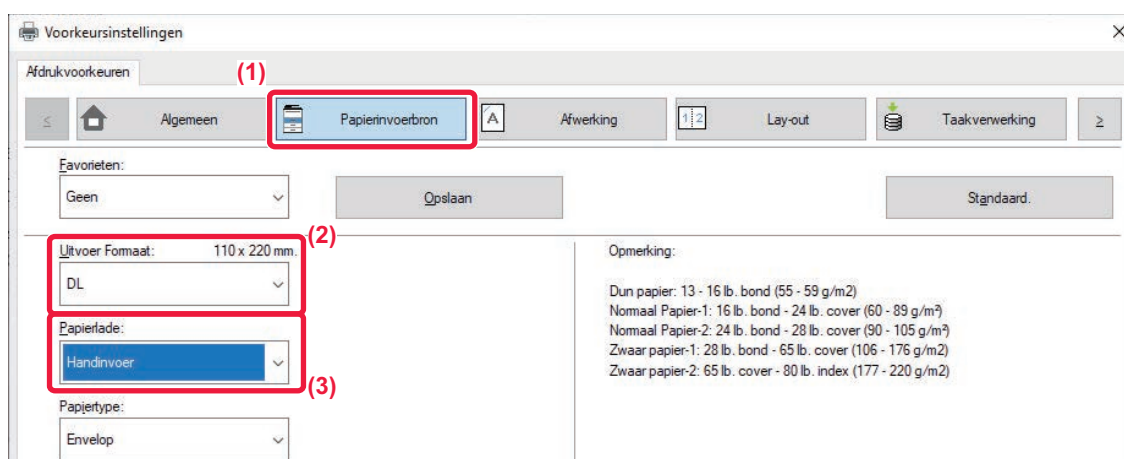 Voorkeursinstellingen
Afdrukvoorkeuren
(1)
Algemeen
Papierinvoerbron
A
Afwerking
1 2
Lay-out
Taakverwerking
Favorieten:
Geen
Opslaan
Standaard.
(2)
Uitvoer Formaat: 110 x 220 mm.
DL
Papierlade:
Handinvoer
(3)
Papiertype:
Envelop
Opmerking:
Dun papier: 13 - 16 lb. bond (55 - 59 g/m2)
Normaal Papier-1: 16 lb. bond - 24 lb. cover (60 - 89 g/m²)
Normaal Papier-2: 24 lb. bond - 28 lb. cover (90 - 105 g/m²)
Zwaar papier-1: 28 lb. bond - 65 lb. cover (106 - 176 g/m2)
Zwaar papier-2: 65 lb. cover - 80 lb. index (177 - 220 g/m2)